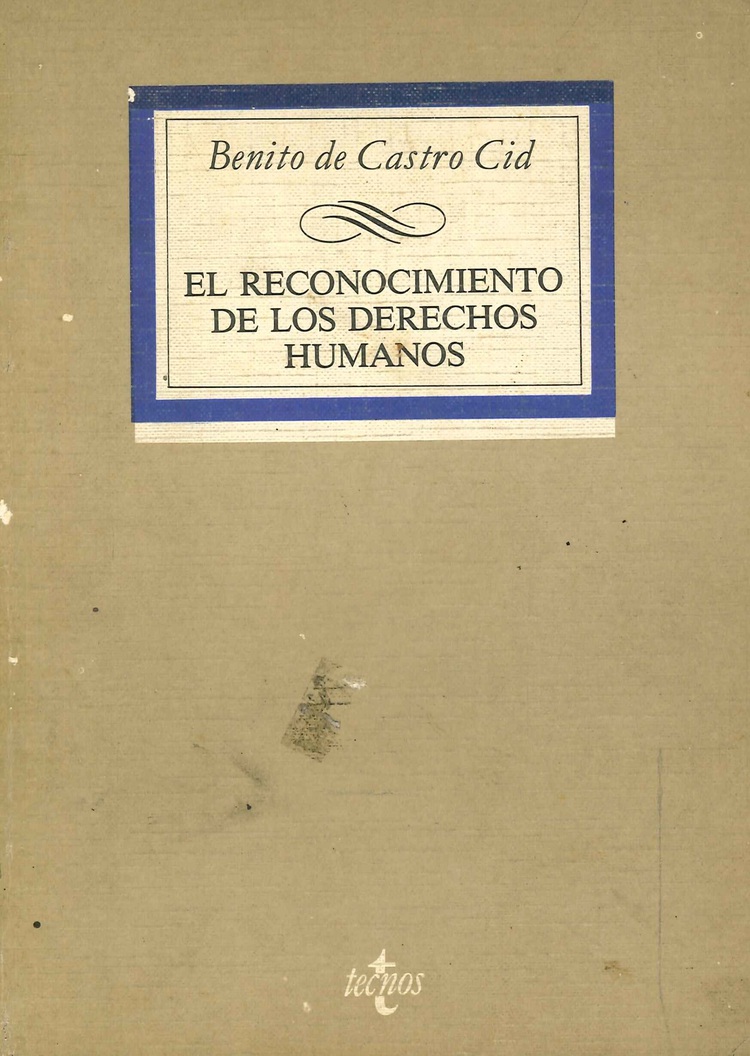 Benito de Castro Cid
EL RECONOCIMIENTO
DE LOS DERECHOS
HUMANOS
tecnos